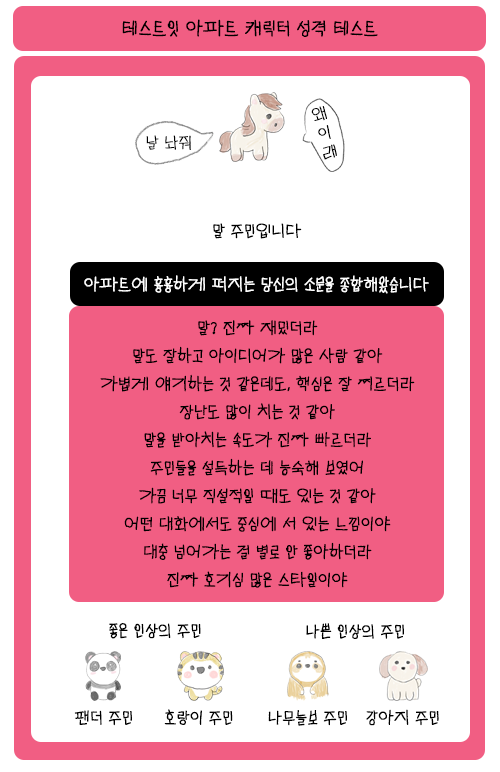 테스트잇 아파트 캐릭터 성격 테스트
날 놔줘
왜
이
래
말 주민입니다
아파트에 흉흉하게 퍼지는 당신의 소문을 종합해왔습니다
말? 진짜 재밌더라
말도 잘하고 아이디어가 많은 사람 같아
가볍게 얘기하는 것 같은데도, 핵심은 잘 찌르더라
장난도 많이 치는 것 같아
말을 받아치는 속도가 진짜 빠르더라
주민들을 설득하는 데 능숙해 보였어
가끔 너무 직설적일 때도 있는 것 같아
어떤 대화에서도 중심에 서 있는 느낌이야
대충 넘어가는 걸 별로 안 좋아하더라
진짜 호기심 많은 스타일이야
좋은 인상의 주민
나쁜 인상의 주민
팬더 주민
호랑이 주민
나무늘보 주민
강아지 주민